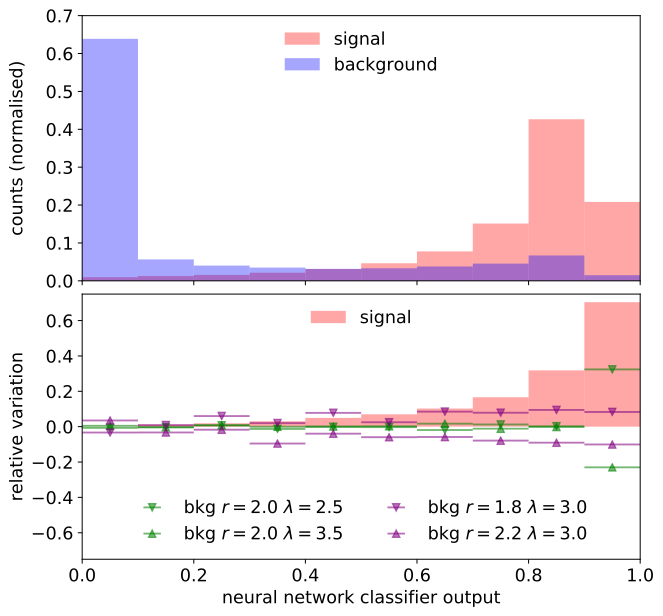 0.7
0.6
0.5
0.4
0.3
0.2
0.1
0.0
counts (normalised)
signal
background
0.6
0.4
0.2
0.0
−0.2
−0.4
−0.6
relative variation
signal
bkg r = 2.0 λ = 2.5
bkg r = 2.0 λ = 3.5
bkg r = 1.8 λ = 3.0
bkg r = 2.2 λ = 3.0
0.0 0.2 0.4 0.6 0.8 1.0
neural network classifier output